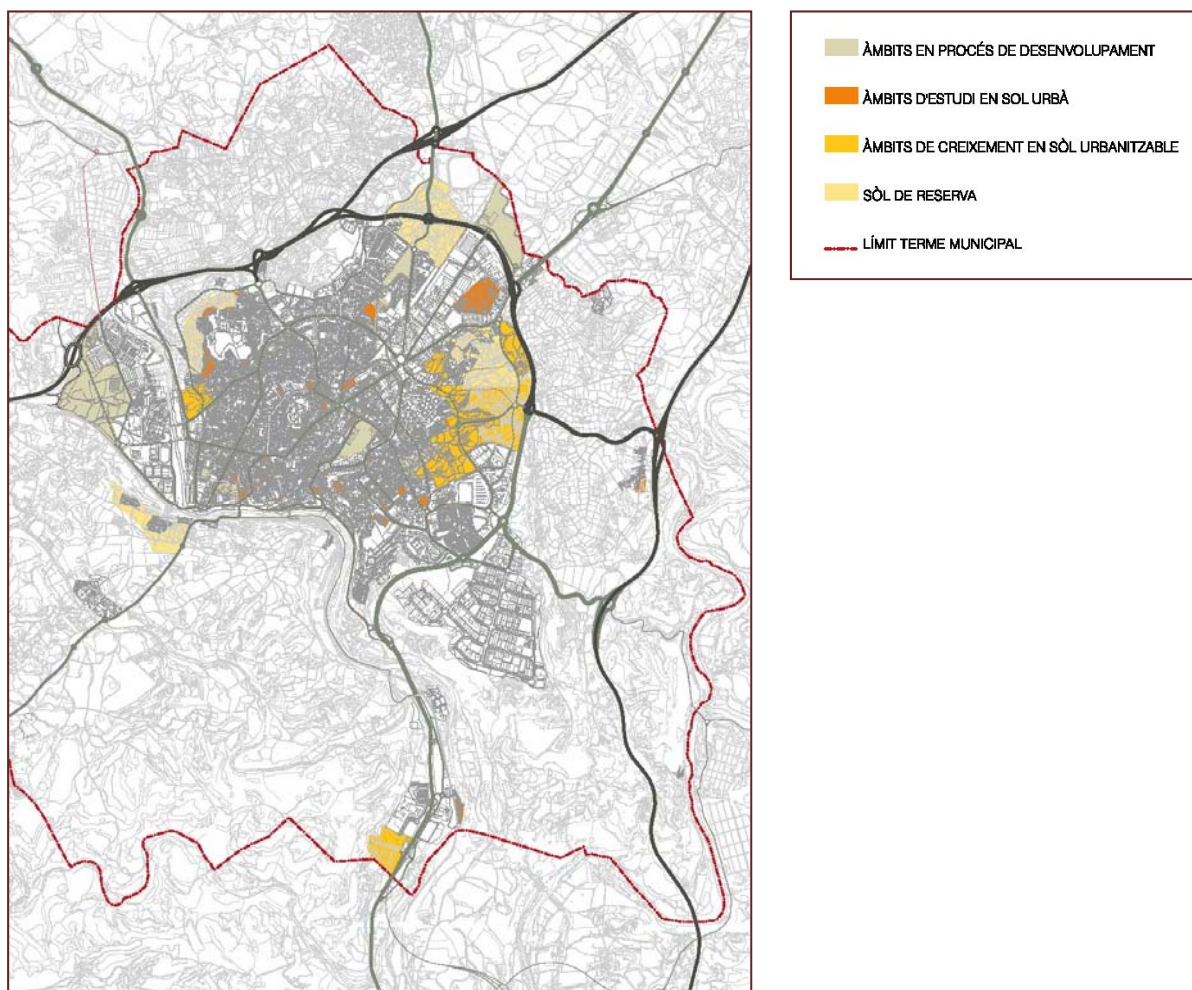 ÀMBITS EN PROCÉS DE DESENVOLUPAMENT
ÀMBITS D'ESTUDI EN SOL URBÀ
ÀMBITS DE CREIXEMENT EN SÒL URBANITZABLE
SÒL DE RESERVA
LÍMIT TERME MUNICIPAL